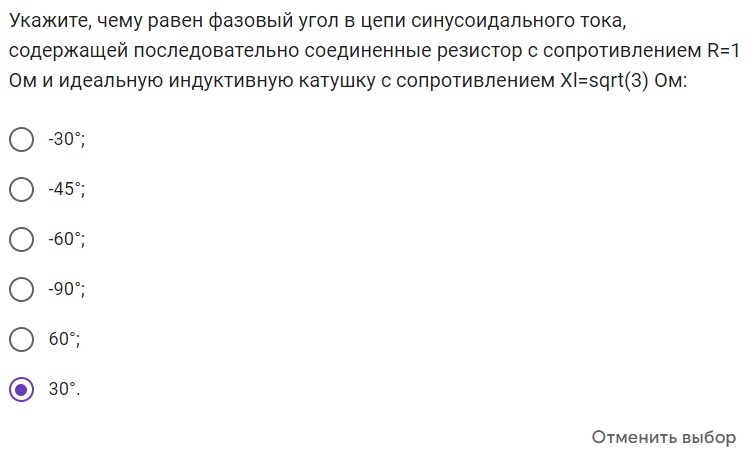 Укажите, чему равен фазовый угол в цепи синусоидального тока,
содержащей последовательно соединенные резистор с сопротивлением R=1
Ом и идеальную индуктивную катушку с сопротивлением Xl=sqrt(3) Ом:
-30°;
-45°;
-60°;
-90°;
60°;
30°.
Отменить выбор